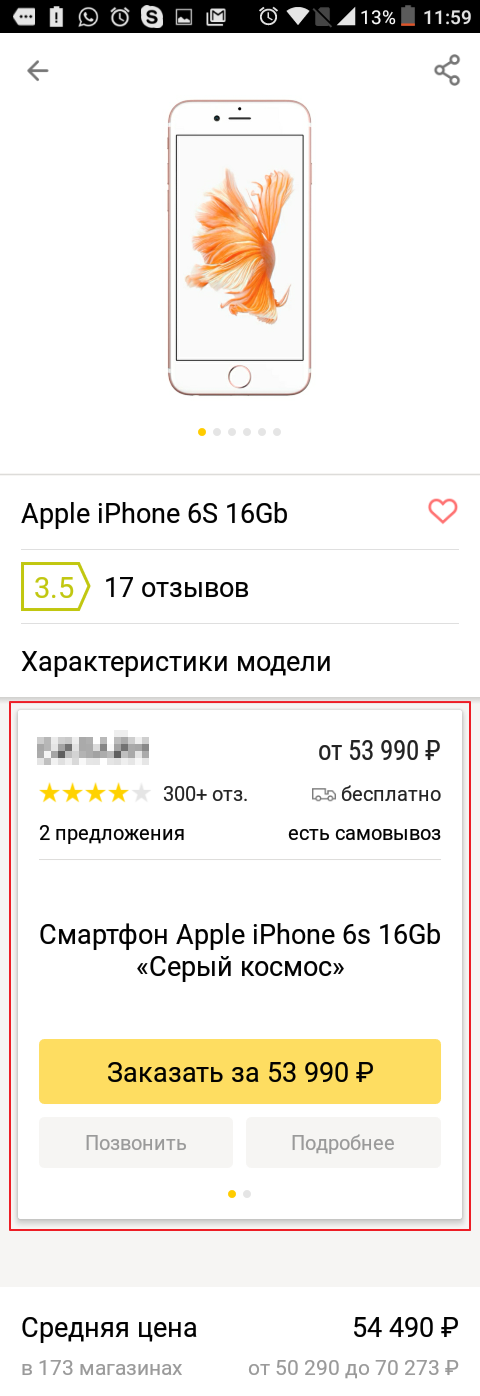 13% 11:59
Apple iPhone 6S 16Gb
3.5 17 отзывов
Характеристики модели
от 53 990 ₽
300+ отз. бесплатно
2 предложения есть самовывоз
Смартфон Apple iPhone 6s 16Gb
«Серый космос»
Заказать за 53 990 ₽
Позвонить Подробнее
Средняя цена 54 490 ₽
в 173 магазинах от 50 290 до 70 273 ₽